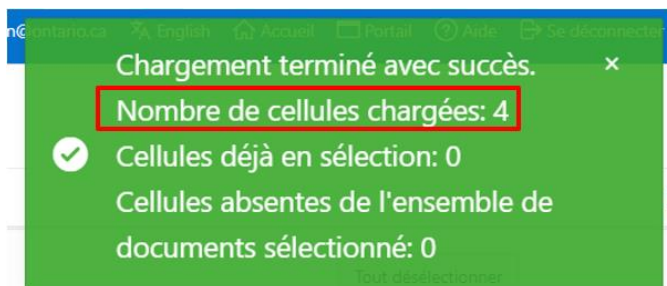 n@ontario.ca English Accueil Portail Aide Se déconnecter
Chargement terminé avec succès. ×
Nombre de cellules chargées: 4
Cellules déjà en sélection: 0
Cellules absentes de l'ensemble de
documents sélectionné: 0
Tout désélectionner